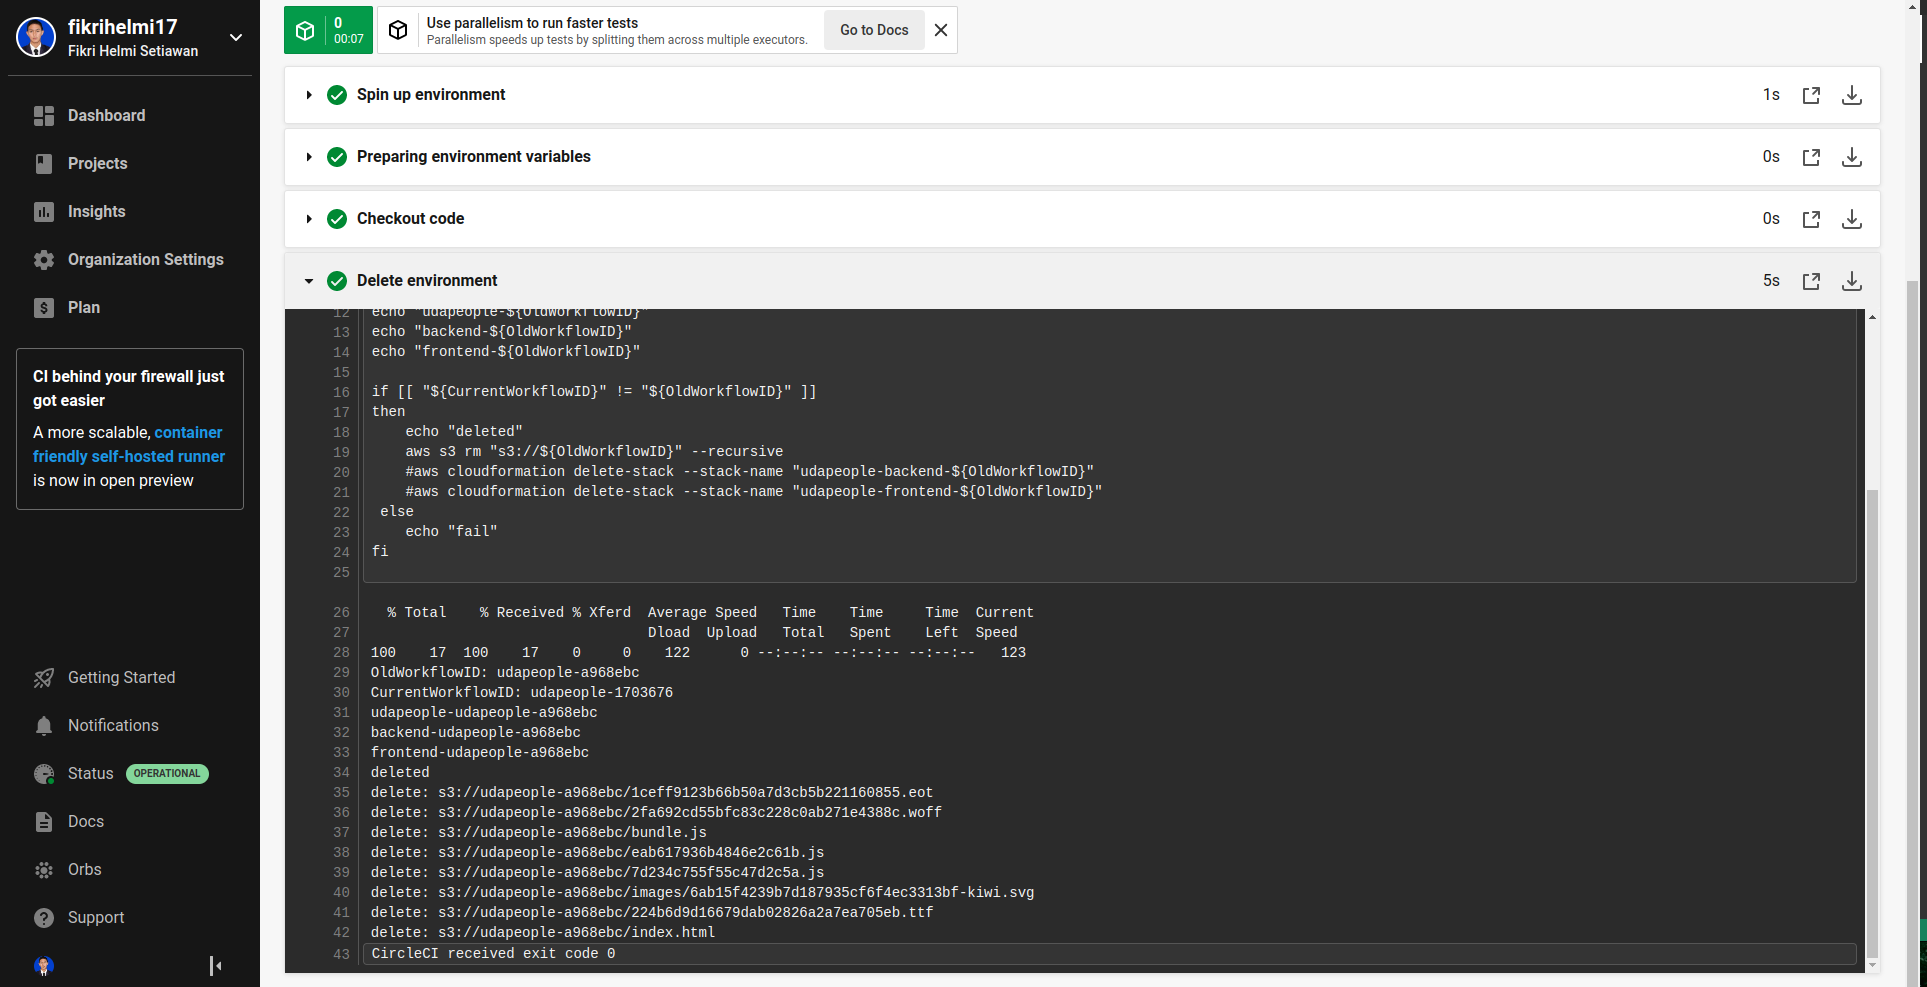 fikrihelmi17
Fikri Helmi Setiawan
Dashboard
Projects
Insights
Organization Settings
Plan
CI behind your firewall just
got easier
A more scalable, container
friendly self-hosted runner
is now in open preview
Getting Started
Notifications
Status OPERATIONAL
Docs
Orbs
Support
0
00:07
Use parallelism to run faster tests
Parallelism speeds up tests by splitting them across multiple executors.
Go to Docs
Spin up environment 1s
Preparing environment variables 0s
Checkout code 0s
Delete environment 5s
12 echo "udapeople-${OldWorkflowID}"
13 echo "backend-${OldWorkflowID}"
14 echo "frontend-${OldWorkflowID}"
15
16 if [[ "${CurrentWorkflowID}" != "${OldWorkflowID}" ]]
17 then
18     echo "deleted"
19     aws s3 rm "s3://${OldWorkflowID}" --recursive
20     #aws cloudformation delete-stack --stack-name "udapeople-backend-${OldWorkflowID}"
21     #aws cloudformation delete-stack --stack-name "udapeople-frontend-${OldWorkflowID}"
22  else
23     echo "fail"
24 fi
25
26   % Total    % Received % Xferd  Average Speed   Time    Time     Time  Current
27                                  Dload  Upload   Total   Spent    Left  Speed
28 100    17  100    17    0     0    122      0 --:--:-- --:--:-- --:--:--   123
29 OldWorkflowID: udapeople-a968ebc
30 CurrentWorkflowID: udapeople-1703676
31 udapeople-udapeople-a968ebc
32 backend-udapeople-a968ebc
33 frontend-udapeople-a968ebc
34 deleted
35 delete: s3://udapeople-a968ebc/1ceff9123b66b50a7d3cb5b221160855.eot
36 delete: s3://udapeople-a968ebc/2fa692cd55bfc83c228c0ab271e4388c.woff
37 delete: s3://udapeople-a968ebc/bundle.js
38 delete: s3://udapeople-a968ebc/eab617936b4846e2c61b.js
39 delete: s3://udapeople-a968ebc/7d234c755f55c47d2c5a.js
40 delete: s3://udapeople-a968ebc/images/6ab15f4239b7d187935cf6f4ec3313bf-kiwi.svg
41 delete: s3://udapeople-a968ebc/224b6d9d16679dab02826a2a7ea705eb.ttf
42 delete: s3://udapeople-a968ebc/index.html
43 CircleCI received exit code 0